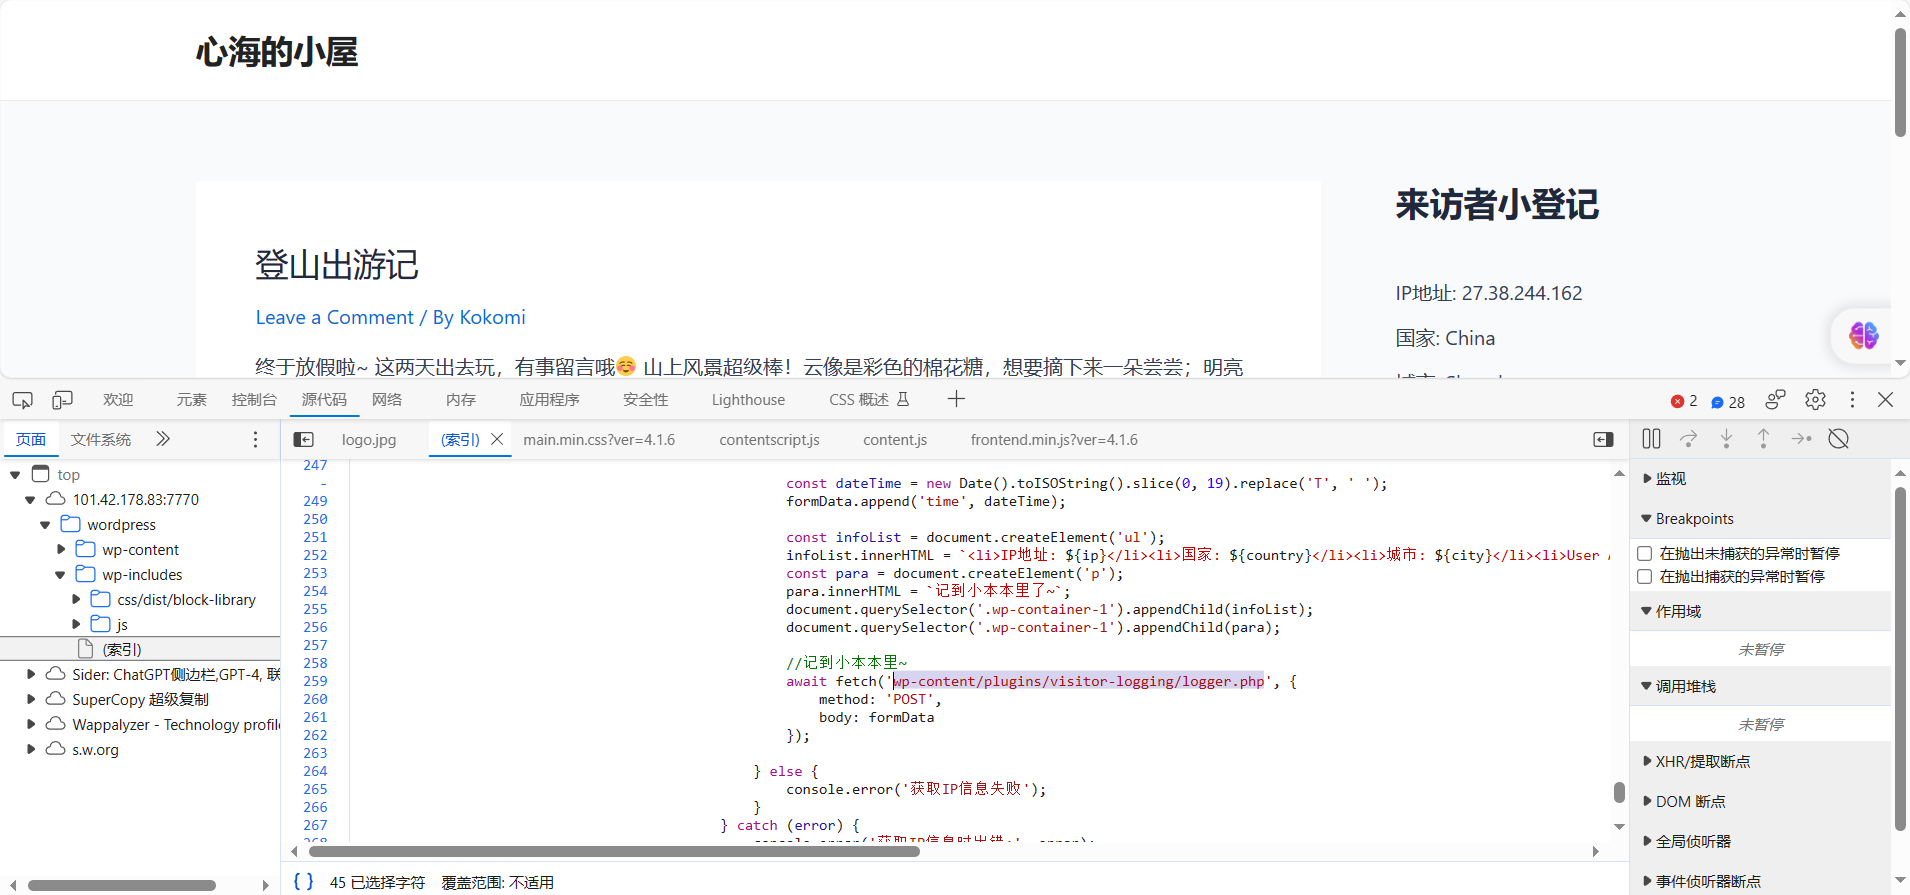 心海的小屋
登山出游记
Leave a Comment / By Kokomi
终于放假啦~ 这两天出去玩，有事留言哦☺️ 山上风景超级棒！云像是彩色的棉花糖，想要摘下来一朵尝尝；明亮
来访者小登记
IP地址: 27.38.244.162
国家: China
欢迎 元素 控制台 源代码 网络 内存 应用程序 安全性 Lighthouse CSS 概述
2 28
页面 文件系统
logo.jpg (索引) main.min.css?ver=4.1.6 contentscript.js content.js frontend.min.js?ver=4.1.6
top
101.42.178.83:7770
wordpress
wp-content
wp-includes
css/dist/block-library
js
(索引)
Sider: ChatGPT侧边栏,GPT-4, 联
SuperCopy 超级复制
Wappalyzer - Technology profile
s.w.org
247
- const dateTime = new Date().toISOString().slice(0, 19).replace('T', ' ');
249 formData.append('time', dateTime);
250
251 const infoList = document.createElement('ul');
252 infoList.innerHTML = `<li>IP地址: ${ip}</li><li>国家: ${country}</li><li>城市: ${city}</li><li>User
253 const para = document.createElement('p');
254 para.innerHTML = `记到小本本里了~`;
255 document.querySelector('.wp-container-1').appendChild(infoList);
256 document.querySelector('.wp-container-1').appendChild(para);
257
258 //记到小本本里~
259 await fetch('wp-content/plugins/visitor-logging/logger.php', {
260 method: 'POST',
261 body: formData
262 });
263
264 } else {
265 console.error('获取IP信息失败');
266 }
267 } catch (error) {
268 console.error('获取IP信息时出错:', error);
{ } 45 已选择字符 覆盖范围: 不适用
监视
Breakpoints
在抛出未捕获的异常时暂停
在抛出捕获的异常时暂停
作用域
未暂停
调用堆栈
未暂停
XHR/提取断点
DOM 断点
全局侦听器
事件侦听器断点